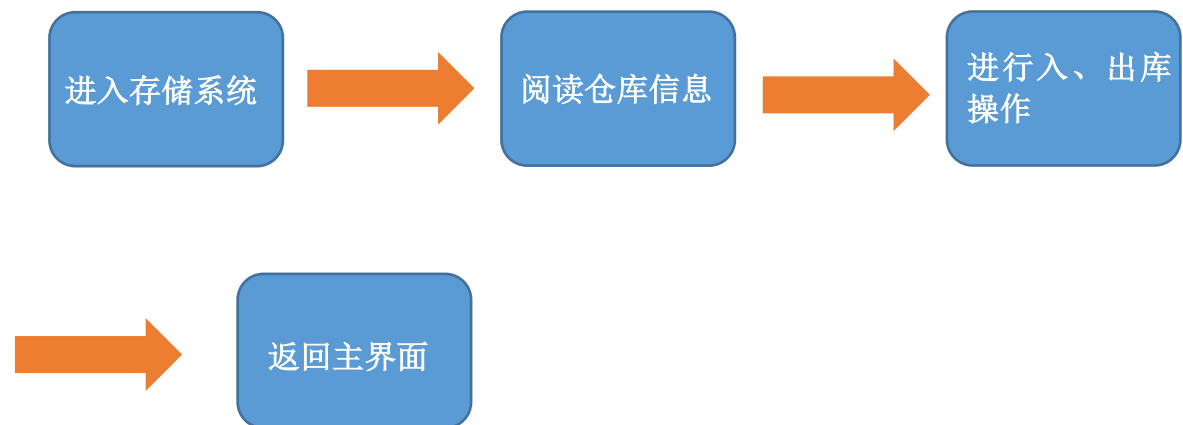 进入存储系统
阅读仓库信息
进行入、出库
操作
返回主界面